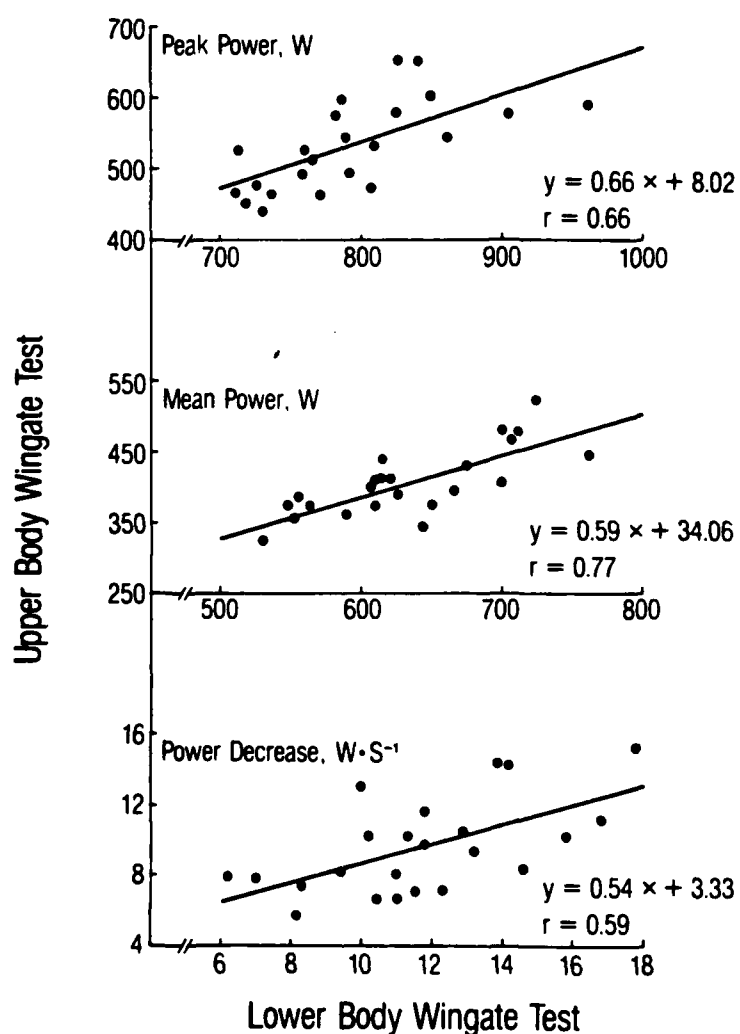 Upper Body Wingate Test
Peak Power, W
700
600
500
400
700 800 900 1000
y = 0.66 × + 8.02
r = 0.66
Mean Power, W
550
450
350
250
500 600 700 800
y = 0.59 × + 34.06
r = 0.77
Power Decrease, W·S⁻¹
16
12
8
4
6 8 10 12 14 16 18
y = 0.54 × + 3.33
r = 0.59
Lower Body Wingate Test